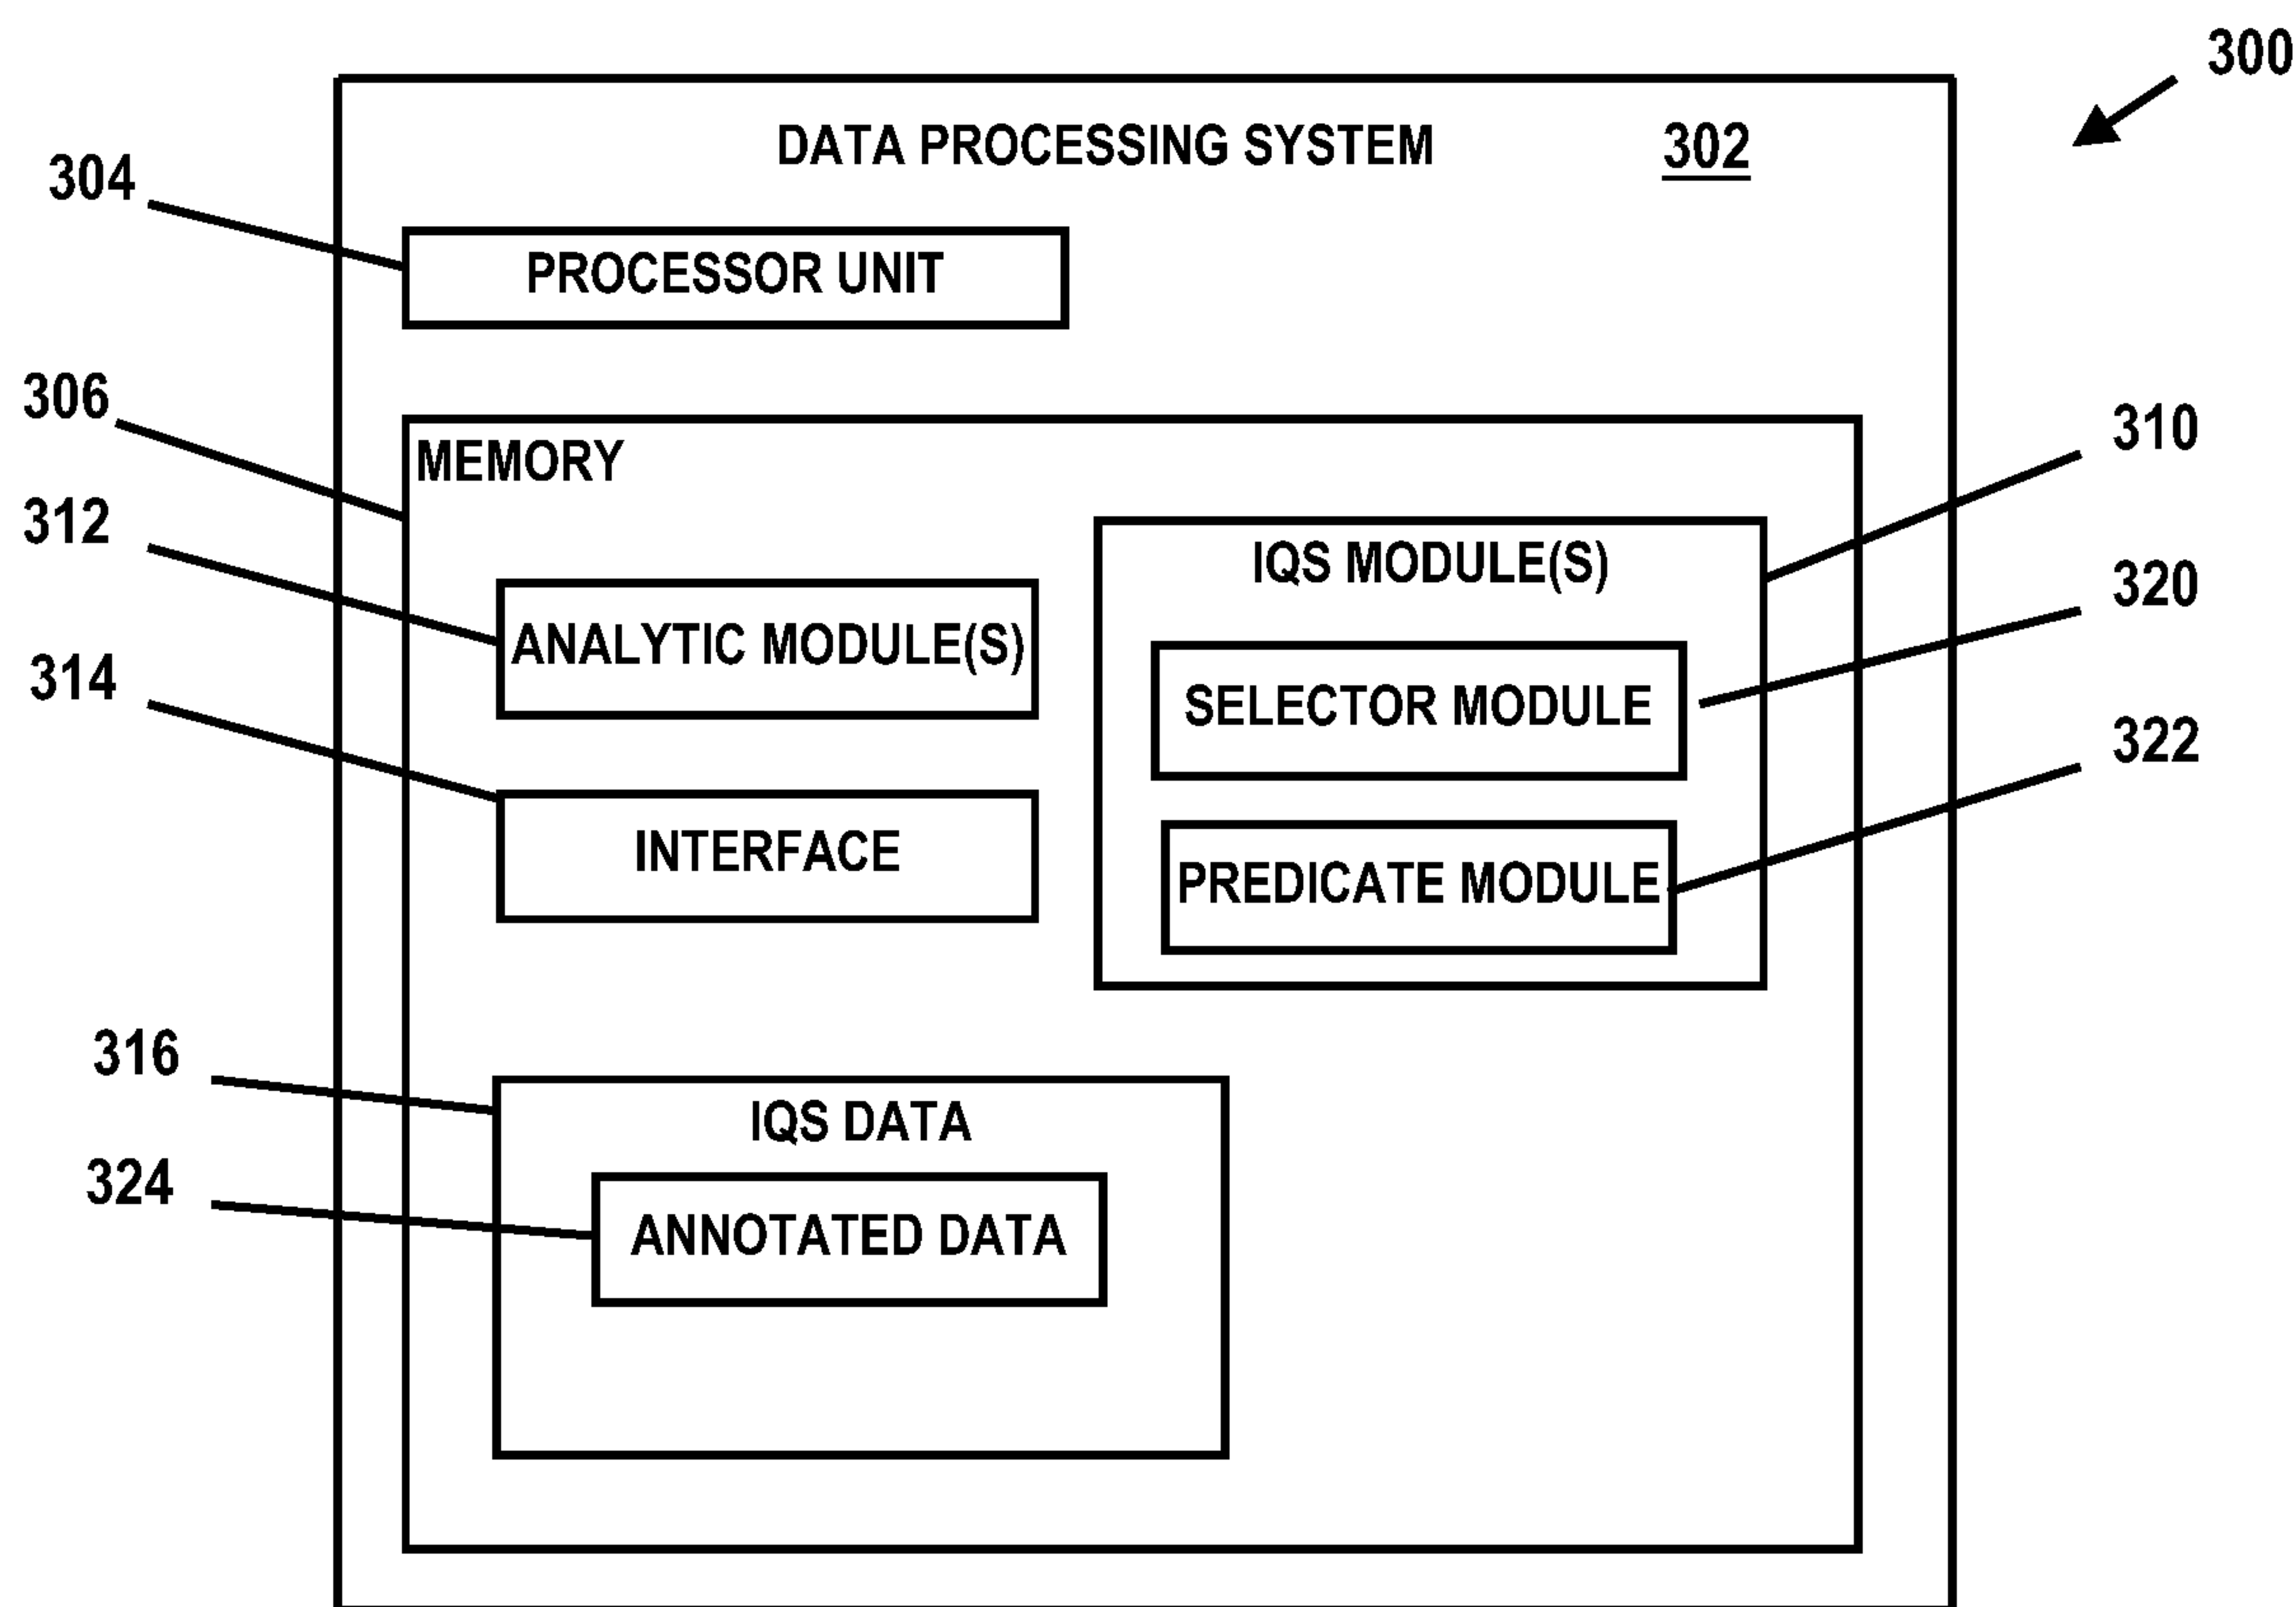 300
DATA PROCESSING SYSTEM 302
304
PROCESSOR UNIT
306
MEMORY
310
312
IQS MODULE(S)
320
ANALYTIC MODULE(S)
314
SELECTOR MODULE
322
INTERFACE
PREDICATE MODULE
316
IQS DATA
324
ANNOTATED DATA